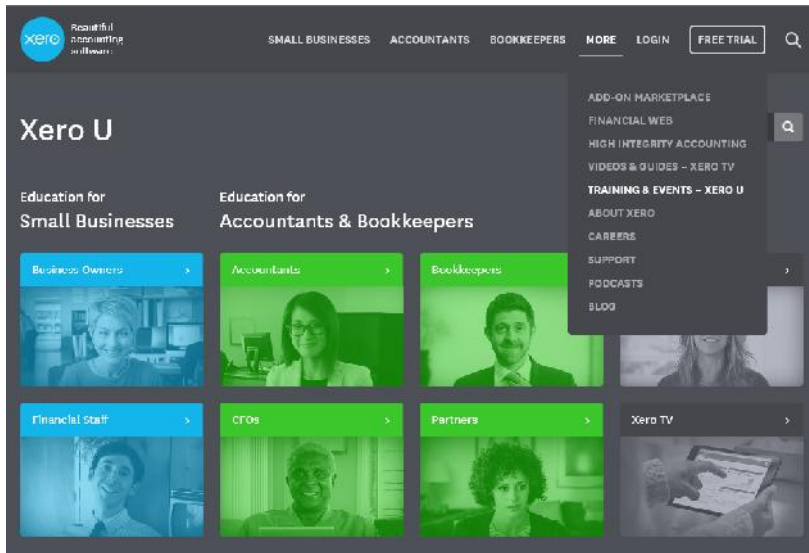 xero
Beautiful
accounting
software
SMALL BUSINESSES
ACCOUNTANTS
BOOKKEEPERS
MORE
LOGIN
FREE TRIAL
ADD-ON MARKETPLACE
FINANCIAL WEB
HIGH INTEGRITY ACCOUNTING
VIDEOS & GUIDES – XERO TV
TRAINING & EVENTS – XERO U
ABOUT XERO
CAREERS
SUPPORT
PODCASTS
BLOG
Xero U
Education for
Small Businesses
Education for
Accountants & Bookkeepers
Business Owners
Accountants
Bookkeepers
Financial Staff
CFOs
Partners
Xero TV